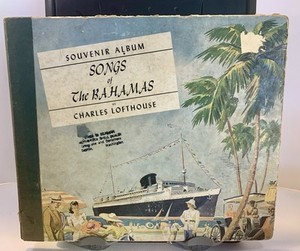 SOUVENIR ALBUM
SONGS
of
The BAHAMAS
BY
CHARLES LOFTHOUSE